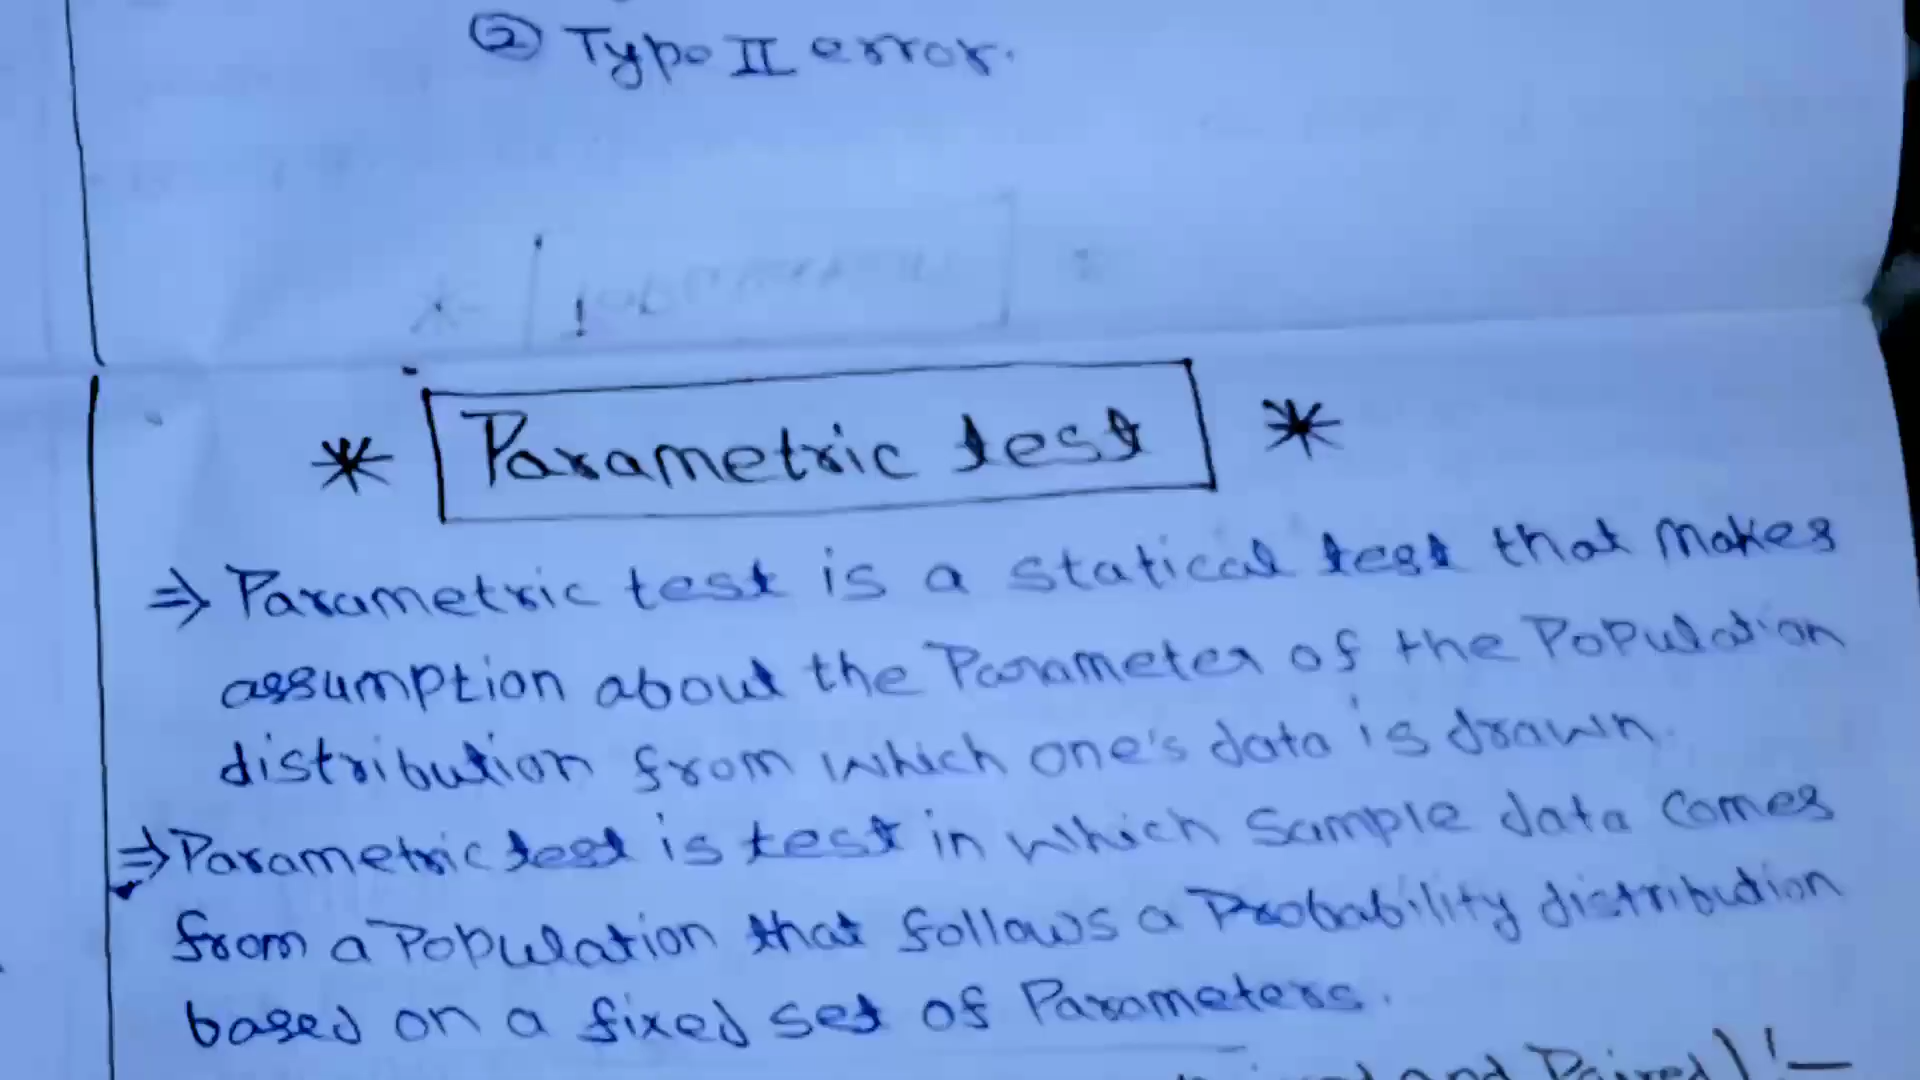 ② Type II error.
* Parametric test *
⇒ Parametric test is a statical test that makes
assumption about the Parameter of the Population
distribution from which one's data is drawn.
⇒ Parametric test is test in which Sample data comes
from a Population that follows a Probability distribution
based on a fixed set of Parameters.
and Paired) :—